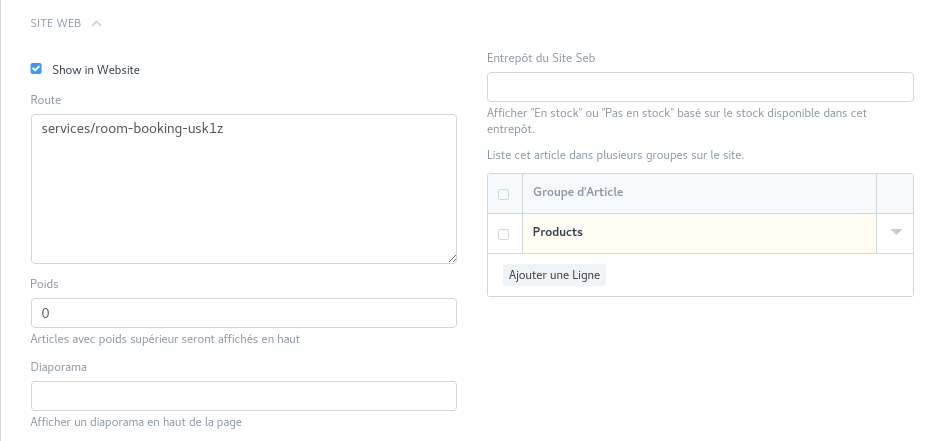 SITE WEB
Show in Website
Route
services/room-booking-usk1z
Poids
0
Articles avec poids supérieur seront affichés en haut
Diaporama
Afficher un diaporama en haut de la page
Entrepôt du Site Seb
Afficher "En stock" ou "Pas en stock" basé sur le stock disponible dans cet
entrepôt.
Liste cet article dans plusieurs groupes sur le site.
Groupe d'Article
Products
Ajouter une Ligne